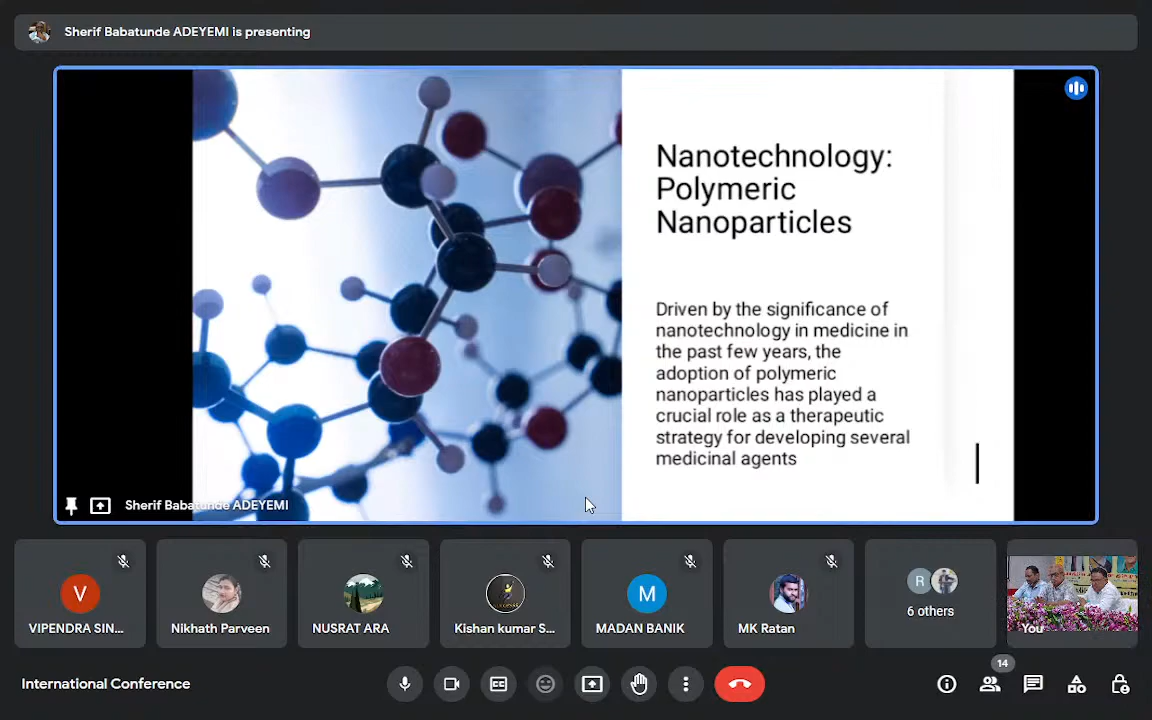 Sherif Babatunde ADEYEMI is presenting
Nanotechnology:
Polymeric
Nanoparticles
Driven by the significance of
nanotechnology in medicine in
the past few years, the
adoption of polymeric
nanoparticles has played a
crucial role as a therapeutic
strategy for developing several
medicinal agents
Sherif Babatunde ADEYEMI
V
VIPENDRA SIN...
Nikhath Parveen
NUSRAT ARA
Kishan kumar S...
M
MADAN BANIK
MK Ratan
R
6 others
You
International Conference
14